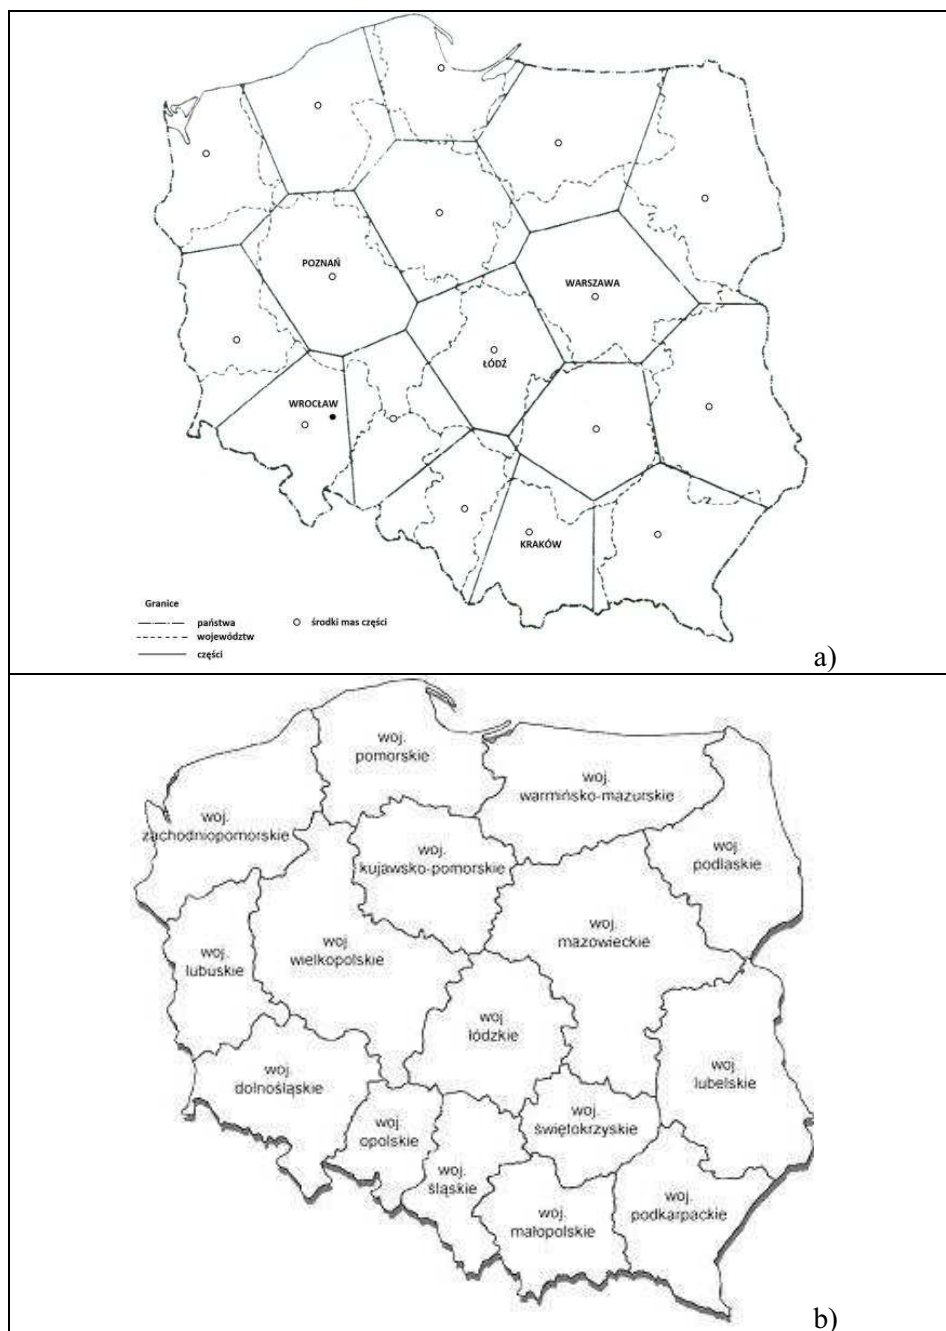 POZNAŃ
WARSZAWA
ŁÓDŹ
WROCŁAW
KRAKÓW
Granice
państwa
województw
części
środki mas części
a)
woj.
pomorskie
woj.
warmińsko-mazurskie
woj.
zachodniopomorskie
woj.
kujawsko-pomorskie
woj.
podlaskie
woj.
mazowieckie
woj.
wielkopolskie
woj.
lubuskie
woj.
łódzkie
woj.
dolnośląskie
woj.
lubelskie
woj.
opolskie
woj.
świętokrzyskie
woj.
śląskie
woj.
małopolskie
woj.
podkarpackie
b)